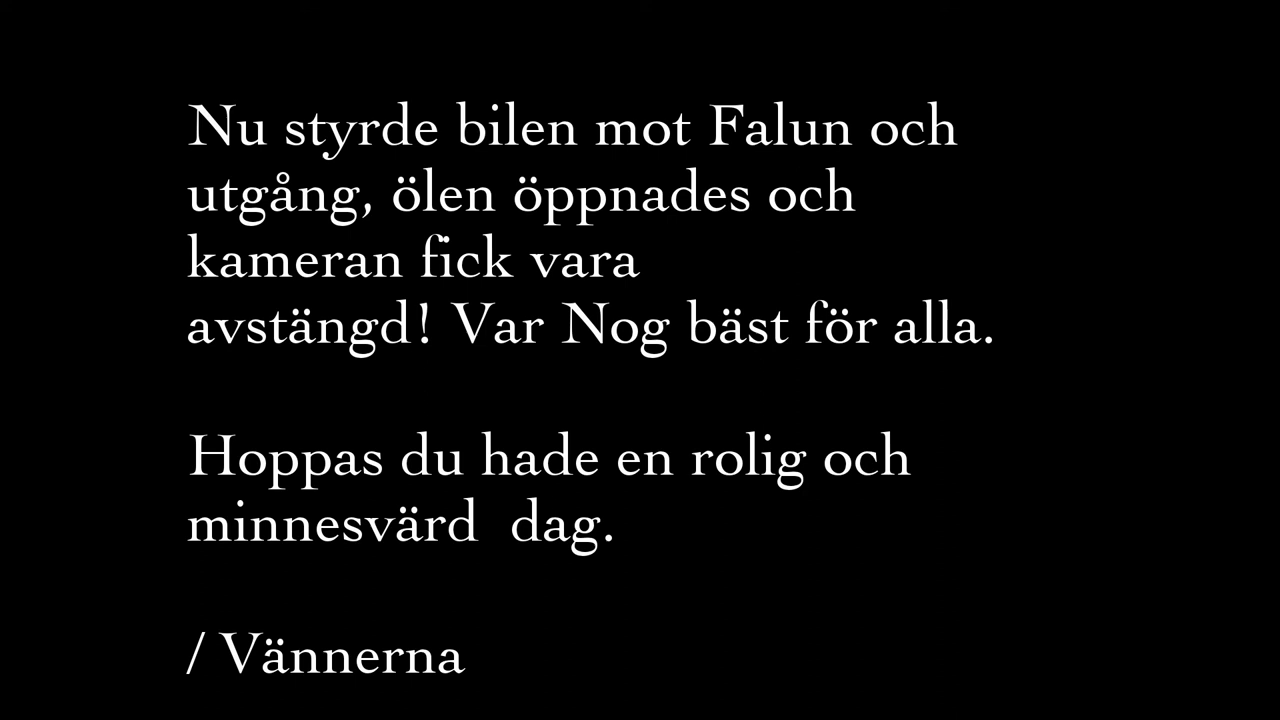 Nu styrde bilen mot Falun och
utgång, ölen öppnades och
kameran fick vara
avstängd! Var Nog bäst för alla.
Hoppas du hade en rolig och
minnesvärd  dag.
/ Vännerna